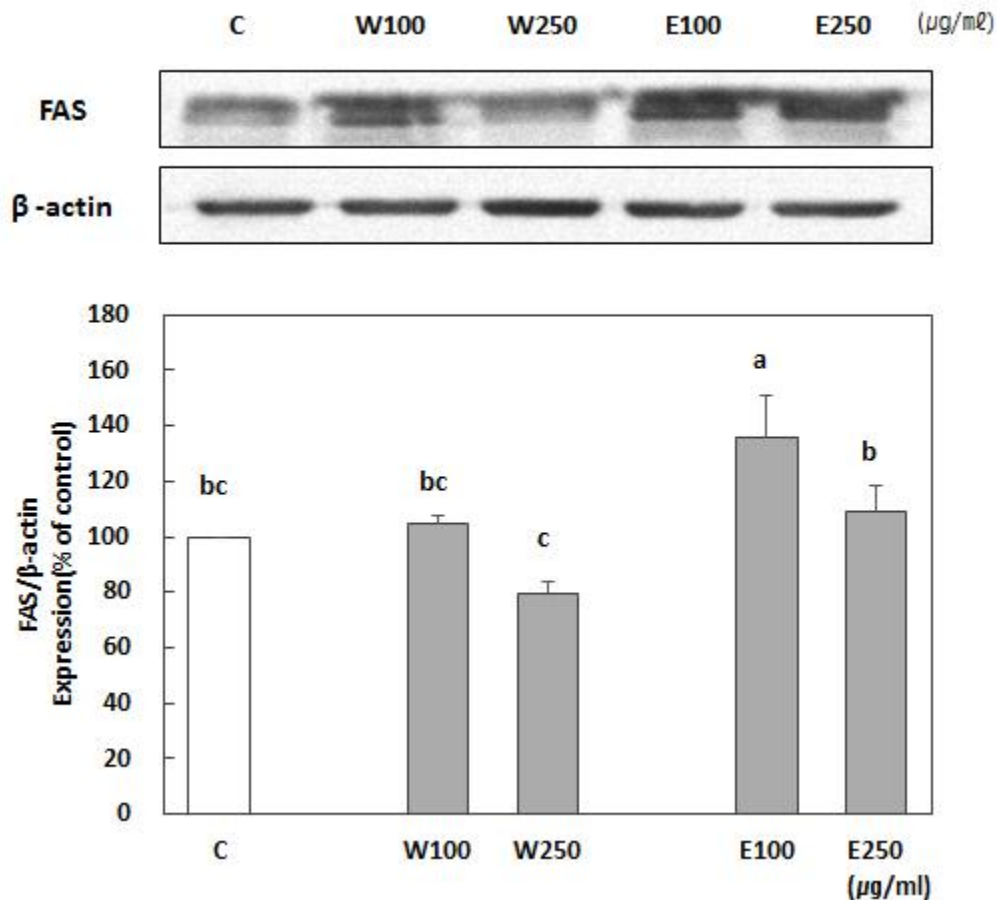 C W100 W250 E100 E250 (μg/mℓ)
FAS
β -actin
FAS/β-actin
Expression(% of control)
180
160
140
120
100
80
60
40
20
0
bc
bc
c
a
b
C W100 W250 E100 E250
(μg/ml)